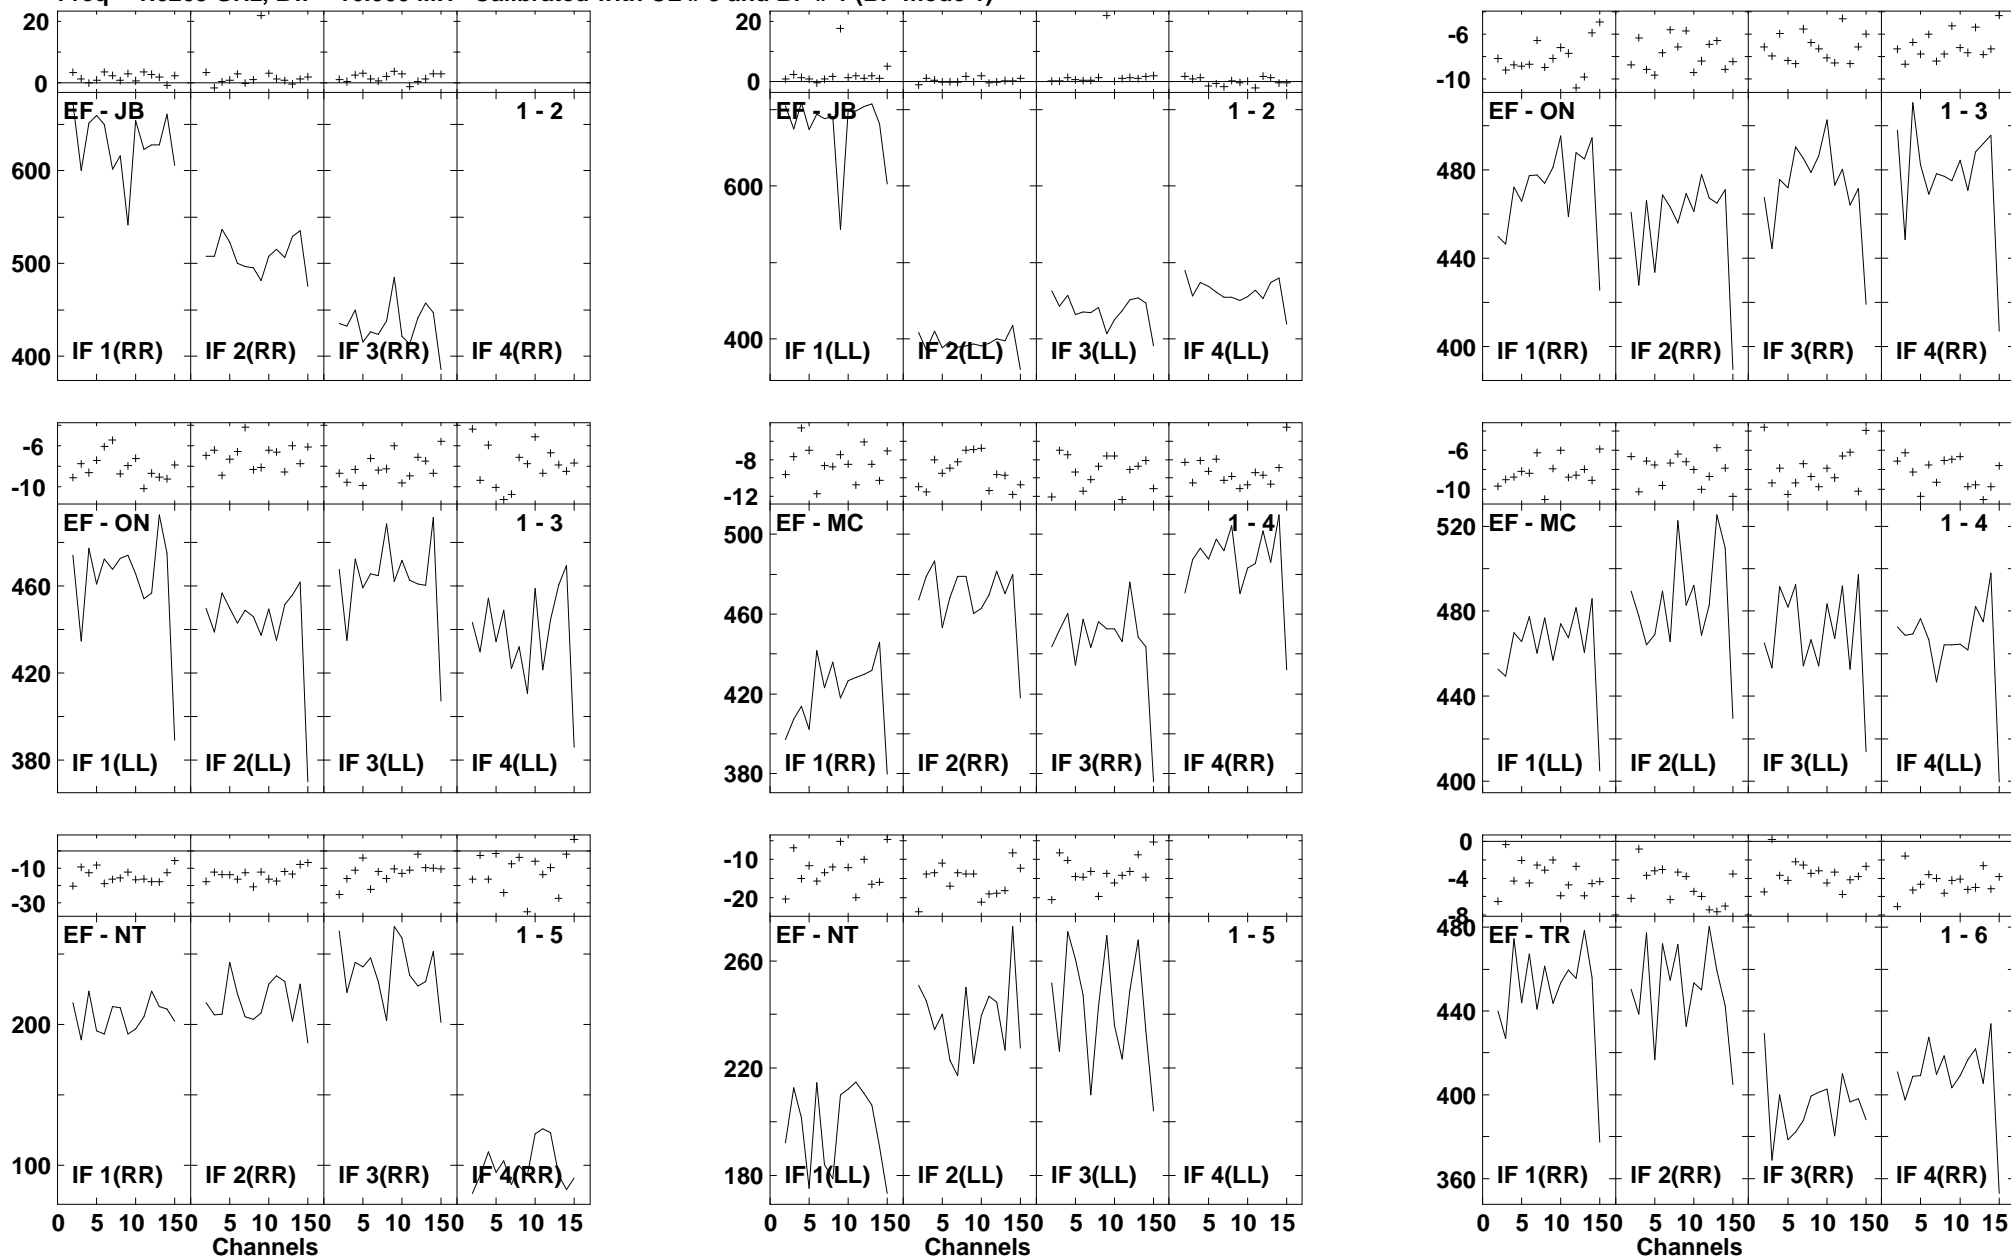 20 20 -6
0 0 -10
EF - JB 1 - 2 EF - JB 1 - 2 EF - ON 1 - 3
600 600 480
500 440
400 400 400
IF 1(RR) IF 2(RR) IF 3(RR) IF 4(RR) IF 1(LL) IF 2(LL) IF 3(LL) IF 4(LL) IF 1(RR) IF 2(RR) IF 3(RR) IF 4(RR)
-6 -8 -6
-10 -12 -10
EF - ON 1 - 3 EF - MC 1 - 4 EF - MC 1 - 4
460 500 520
420 460 480
380 420 440
380 400
IF 1(LL) IF 2(LL) IF 3(LL) IF 4(LL) IF 1(RR) IF 2(RR) IF 3(RR) IF 4(RR) IF 1(LL) IF 2(LL) IF 3(LL) IF 4(LL)
-10 -10 0
-30 -20 -4
-8
EF - NT 1 - 5 EF - NT 1 - 5 EF - TR 1 - 6
200 260 480
100 220 440
180 400
360
IF 1(RR) IF 2(RR) IF 3(RR) IF 4(RR) IF 1(LL) IF 2(LL) IF 3(LL) IF 4(LL) IF 1(RR) IF 2(RR) IF 3(RR) IF 4(RR)
0 5 10 150 5 10 150 5 10 150 5 10 15 0 5 10 150 5 10 150 5 10 150 5 10 15 0 5 10 150 5 10 150 5 10 150 5 10 15
Channels Channels Channels